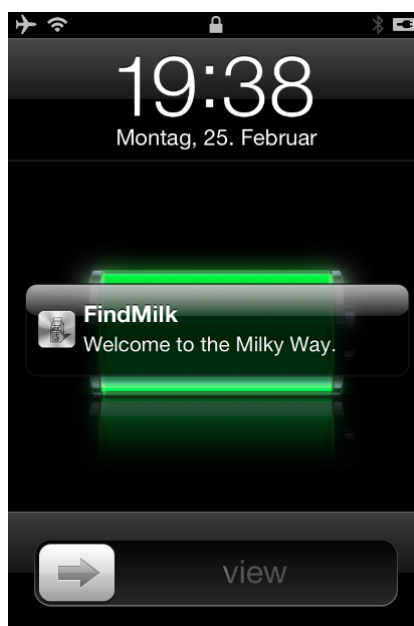 19:38
Montag, 25. Februar
FindMilk
Welcome to the Milky Way.
view